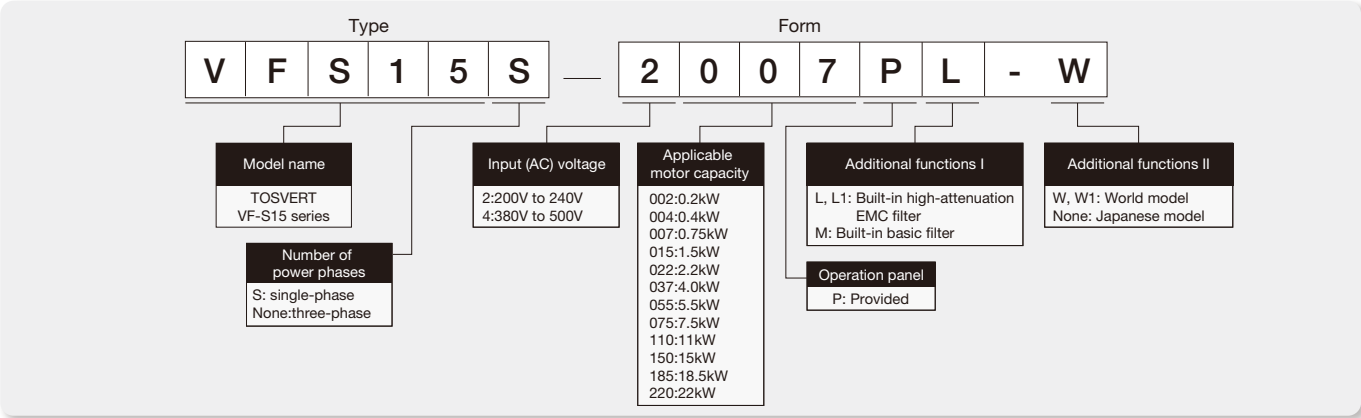 Type
Form
V F S 1 5 S — 2 0 0 7 P L - W
Model name
TOSVERT
VF-S15 series
Number of
power phases
S: single-phase
None:three-phase
Input (AC) voltage
2:200V to 240V
4:380V to 500V
Applicable
motor capacity
002:0.2kW
004:0.4kW
007:0.75kW
015:1.5kW
022:2.2kW
037:4.0kW
055:5.5kW
075:7.5kW
110:11kW
150:15kW
185:18.5kW
220:22kW
Operation panel
P: Provided
Additional functions I
L, L1: Built-in high-attenuation
EMC filter
M: Built-in basic filter
Additional functions II
W, W1: World model
None: Japanese model